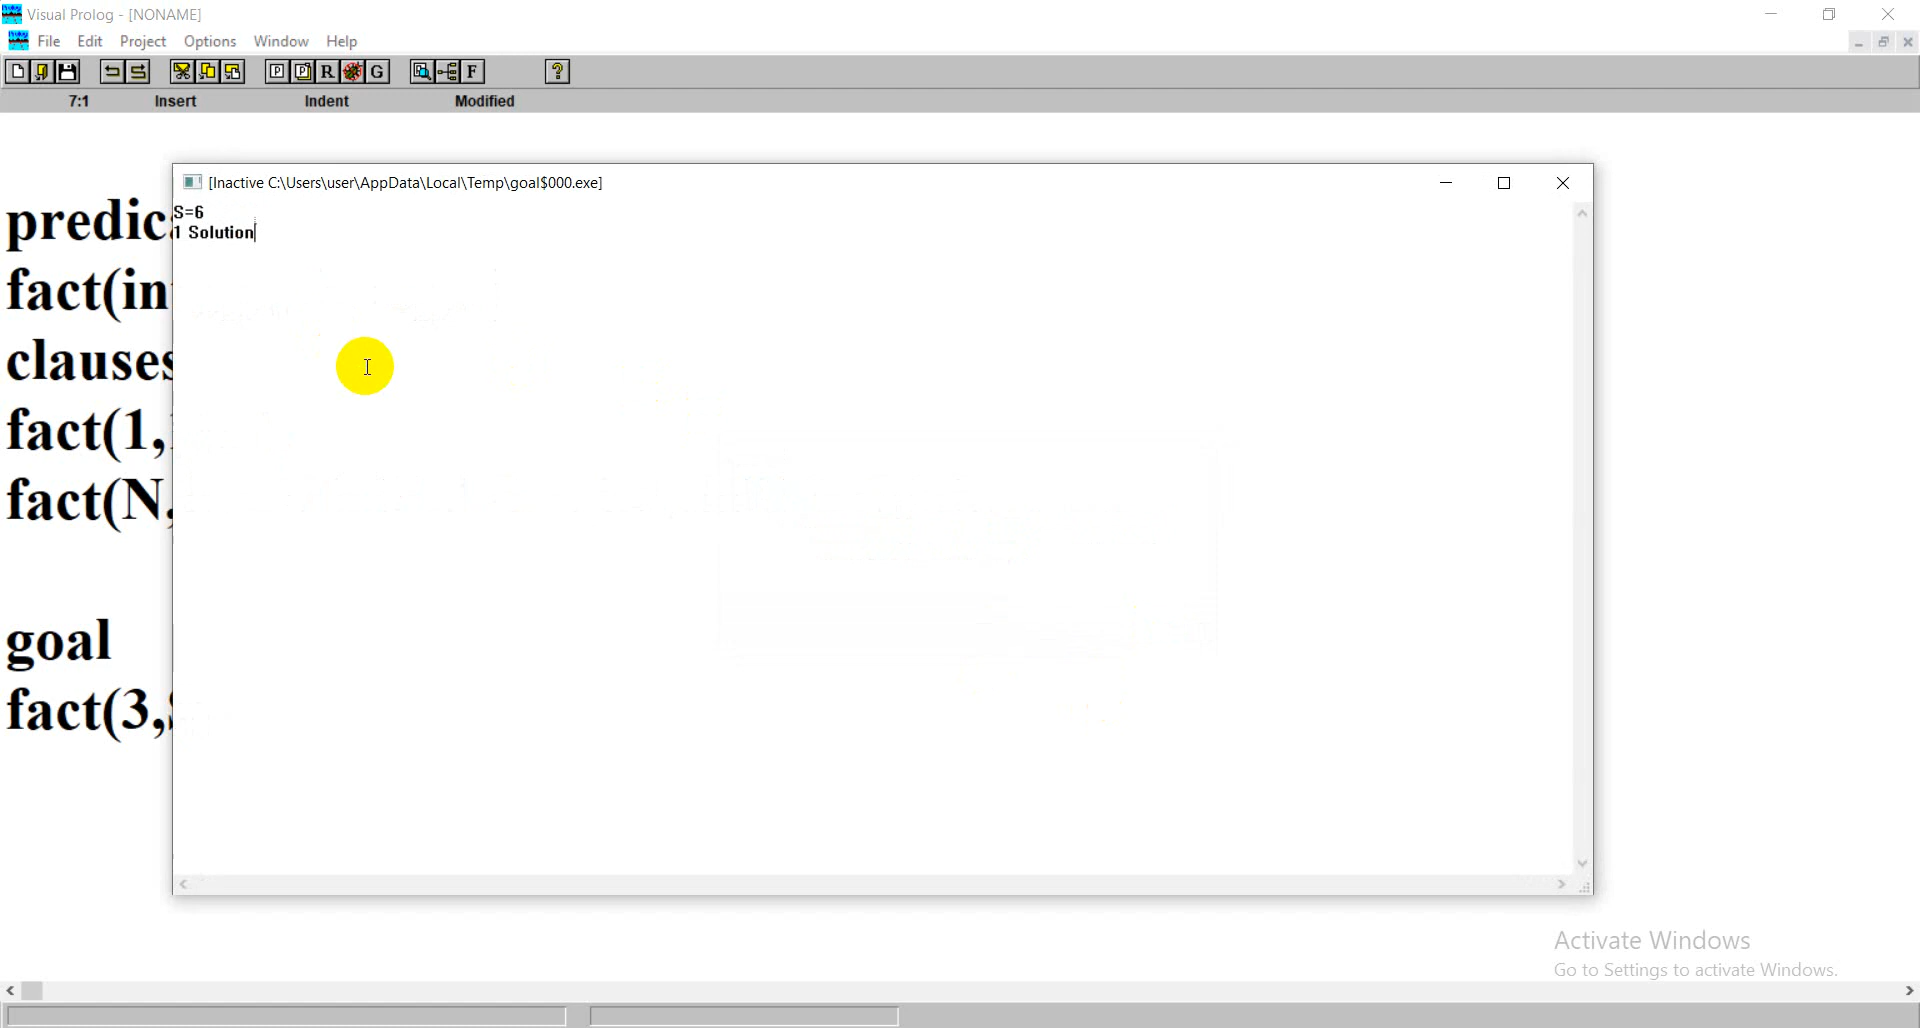 Visual Prolog - [NONAME]
File Edit Project Options Window Help
P P R G F ?
7:1 Insert Indent Modified
[Inactive C:\Users\user\AppData\Local\Temp\goal$000.exe]
S=6
1 Solution
predic
fact(in
clauses
fact(1,
fact(N,
goal
fact(3,
Activate Windows
Go to Settings to activate Windows.